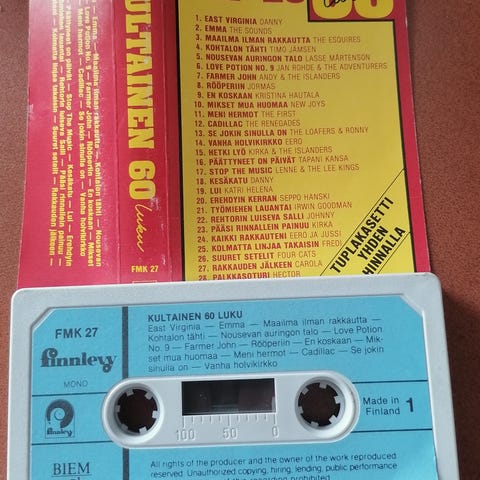 60
1. EAST VIRGINIA DANNY
2. EMMA THE SOUNDS
3. MAAILMA ILMAN RAKKAUTTA THE ESQUIRES
4. KOHTALON TÄHTI TIMO JÄMSEN
5. NOUSEVAN AURINGON TALO LASSE MÅRTENSON
6. LOVE POTION NO. 9 JAN ROHDE & THE ADVENTURERS
7. FARMER JOHN ANDY & THE ISLANDERS
8. RÖÖPERIIN JORMAS
9. EN KOSKAAN KRISTINA HAUTALA
10. MIKSET MUA HUOMAA NEW JOYS
11. MENI HERMOT THE FIRST
12. CADILLAC THE RENEGADES
13. SE JOKIN SINULLA ON THE LOAFERS & RONNY
14. VANHA HOLVIKIRKKO EERO
15. HETKI LYÖ KIRKA & THE ISLANDERS
16. PÄÄTTYNEET ON PÄIVÄT TAPANI KANSA
17. STOP THE MUSIC LENNE & THE LEE KINGS
18. KESÄKATU DANNY
19. LUI KATRI HELENA
20. EREHDYIN KERRAN SEPPO HANSKI
21. TYÖMIEHEN LAUANTAI IRWIN GOODMAN
22. REHTORIN LUISEVA SALLI JOHNNY
23. PÄÄSI RINNALLEIN PAINUU KIRKA
24. KAIKKI RAKKAUTENI EERO JA JUSSI
25. KOLMATTA LINJAA TAKAISIN FREDI
26. SUURET SETELIT FOUR-CATS
27. RAKKAUDEN JÄLKEEN CAROLA
28. PALKKASOTURI HECTOR
TUPLAKASETTI
YHDEN
HINNALLA
ULTAINEN 60 luku
FMK 27
FMK 27
finnlevy
MONO
finnlevy
BIEM
KULTAINEN 60 LUKU
East Virginia — Emma — Maailma ilman rakkautta —
Kohtalon tähti — Nousevan auringon talo — Love Potion
No. 9 — Farmer John — Rööperiin — En koskaan — Mik-
set mua huomaa — Meni hermot — Cadillac — Se jokin
sinulla on — Vanha holvikirkko
100 50 0
Made in
Finland
1
All rights of the producer and the owner of the work reproduced
reserved. Unauthorized copying, hiring, lending, public performance
of this recording prohibited.